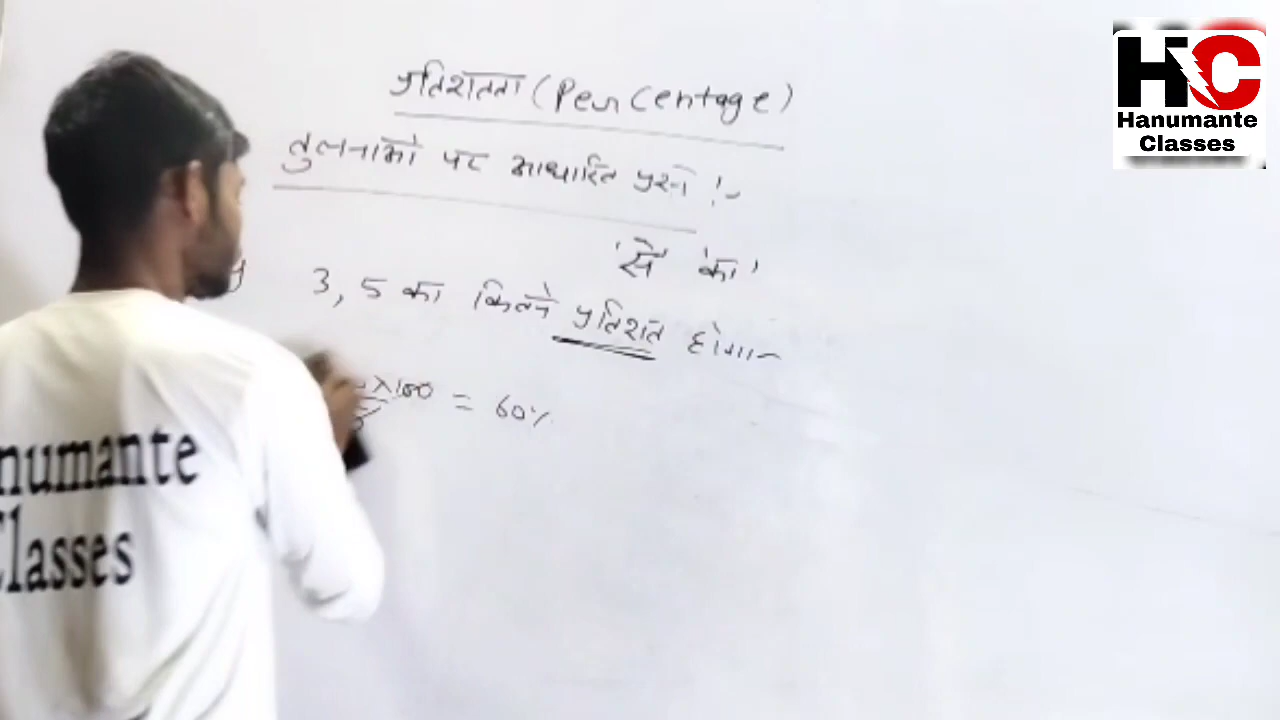 प्रतिशतता (Percentage)
तुलनाओ पर आधारित प्रश्न :-
'से' 'का'
3, 5 का कितने प्रतिशत होगा-
×100 = 60%
HC
Hanumante
Classes
numante
Classes